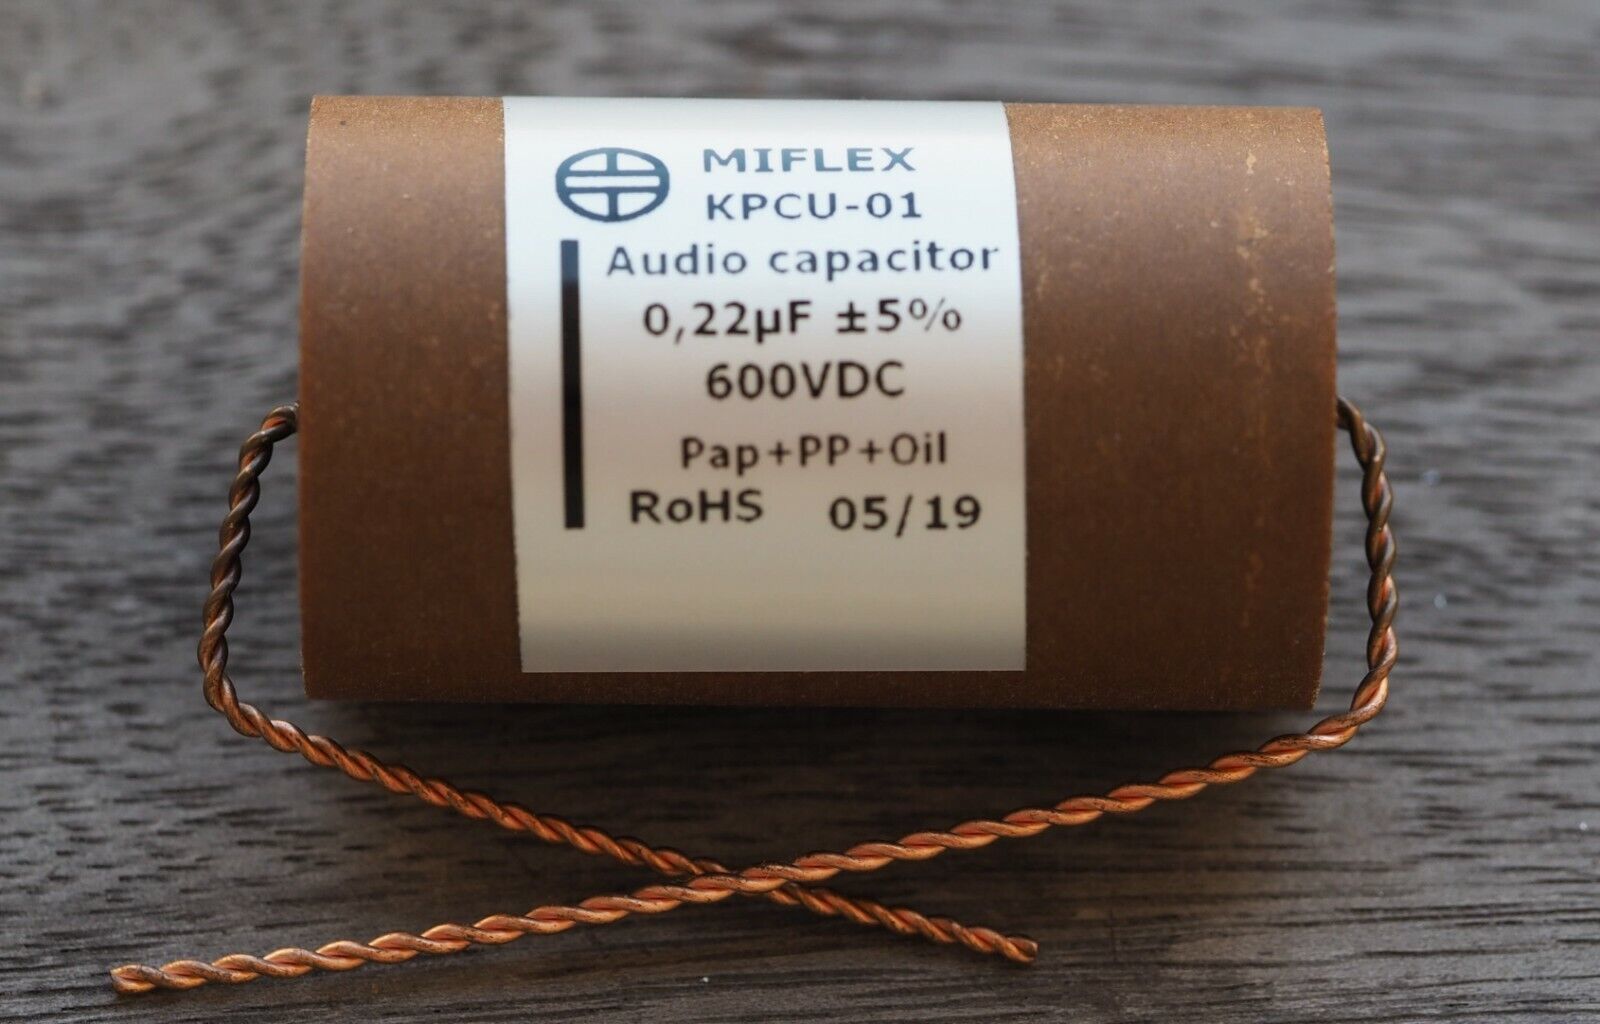 MIFLEX
KPCU-01
Audio capacitor
0,22µF ±5%
600VDC
Pap+PP+Oil
RoHS 05/19